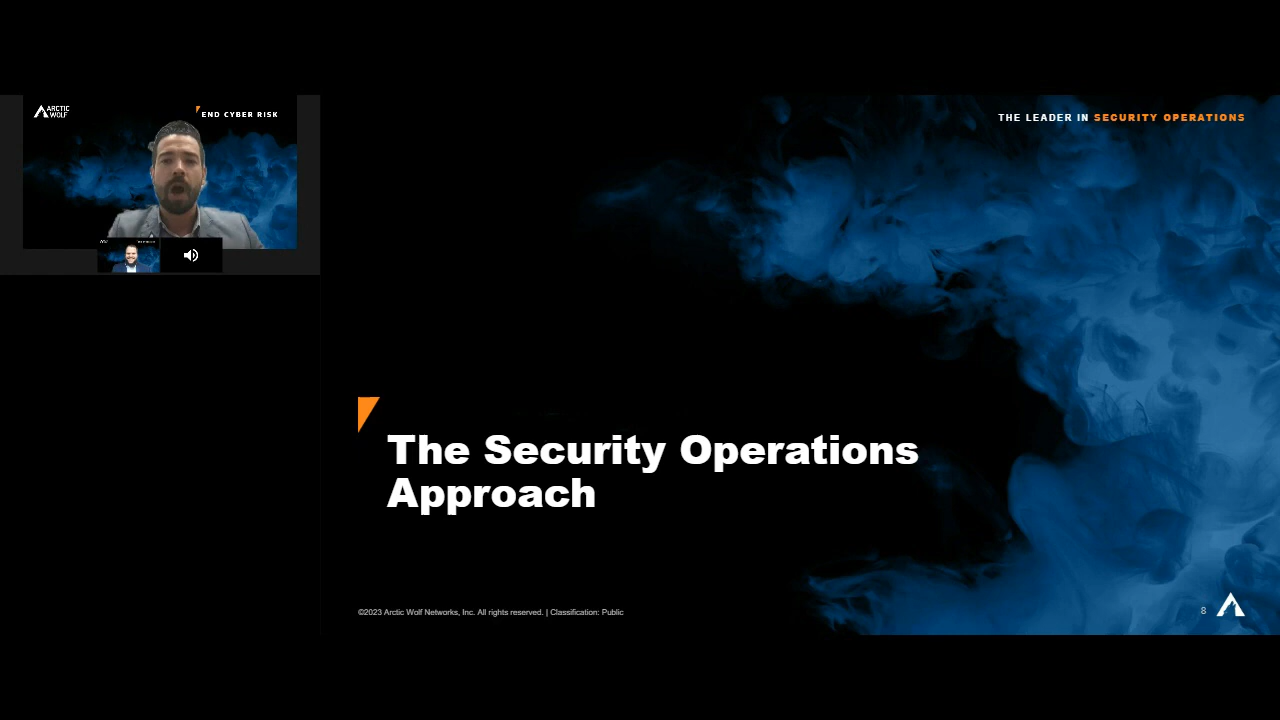 ARCTIC
WOLF
END CYBER RISK
THE LEADER IN SECURITY OPERATIONS
The Security Operations
Approach
©2023 Arctic Wolf Networks, Inc. All rights reserved. | Classification: Public
8